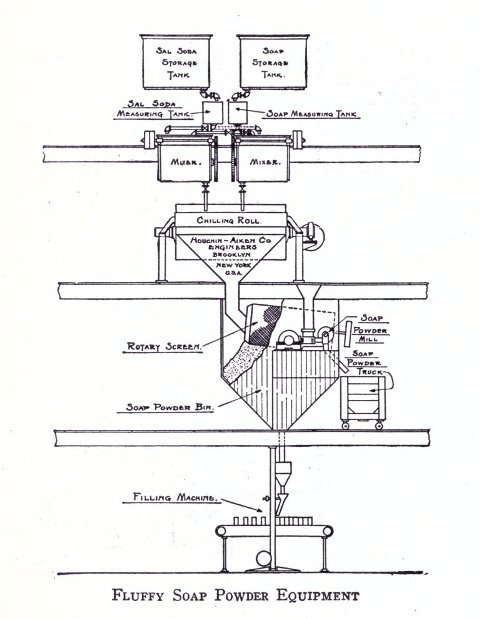 SAL SODA
STORAGE
TANK
SOAP
STORAGE
TANK.
SAL SODA
MEASURING TANK.
SOAP MEASURING TANK.
MIXER.
MIXER.
CHILLING ROLL.
HOUCHIN-AIKEN CO
ENGINEERS
BROOKLYN
NEW YORK
U.S.A.
ROTARY SCREEN.
SOAP
POWDER
MILL
SOAP
POWDER
TRUCK.
SOAP POWDER BIN.
FILLING MACHINE.
FLUFFY SOAP POWDER EQUIPMENT